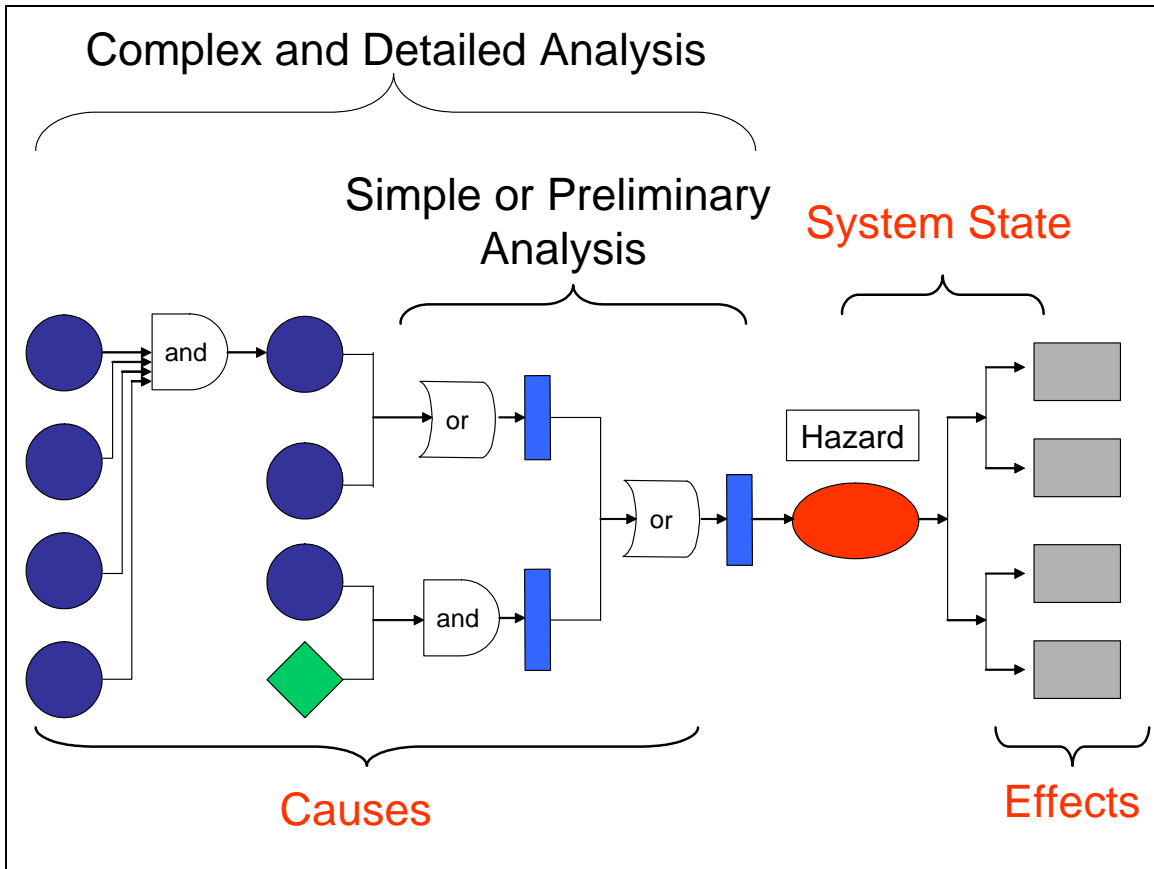 Complex and Detailed Analysis
Simple or Preliminary
Analysis
System State
and
or
Hazard
or
and
Causes
Effects